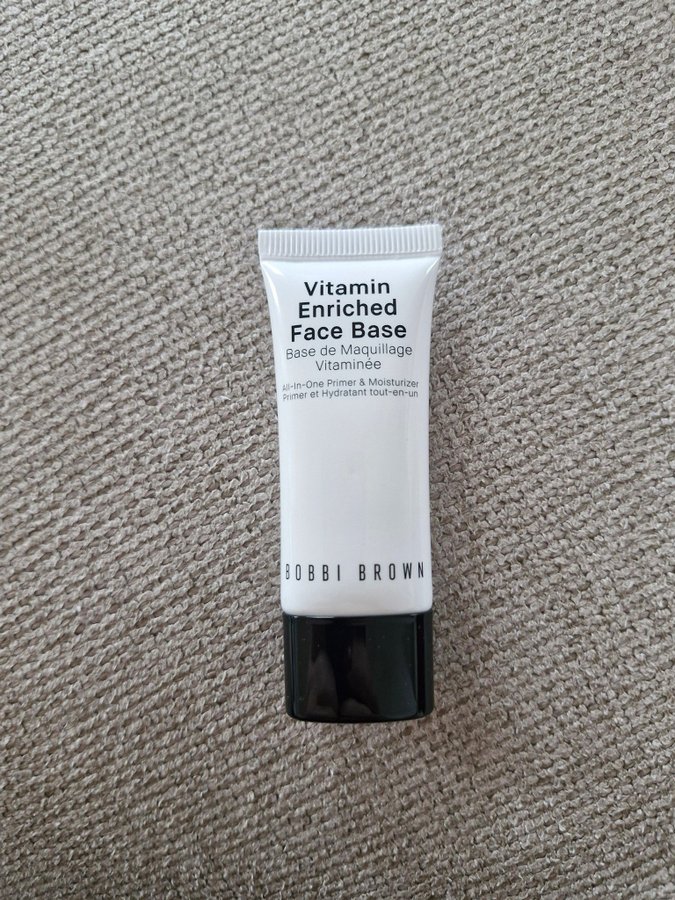 Vitamin
Enriched
Face Base
Base de Maquillage
Vitaminée
All-In-One Primer & Moisturizer
Primer et Hydratant tout-en-un
BOBBI BROWN